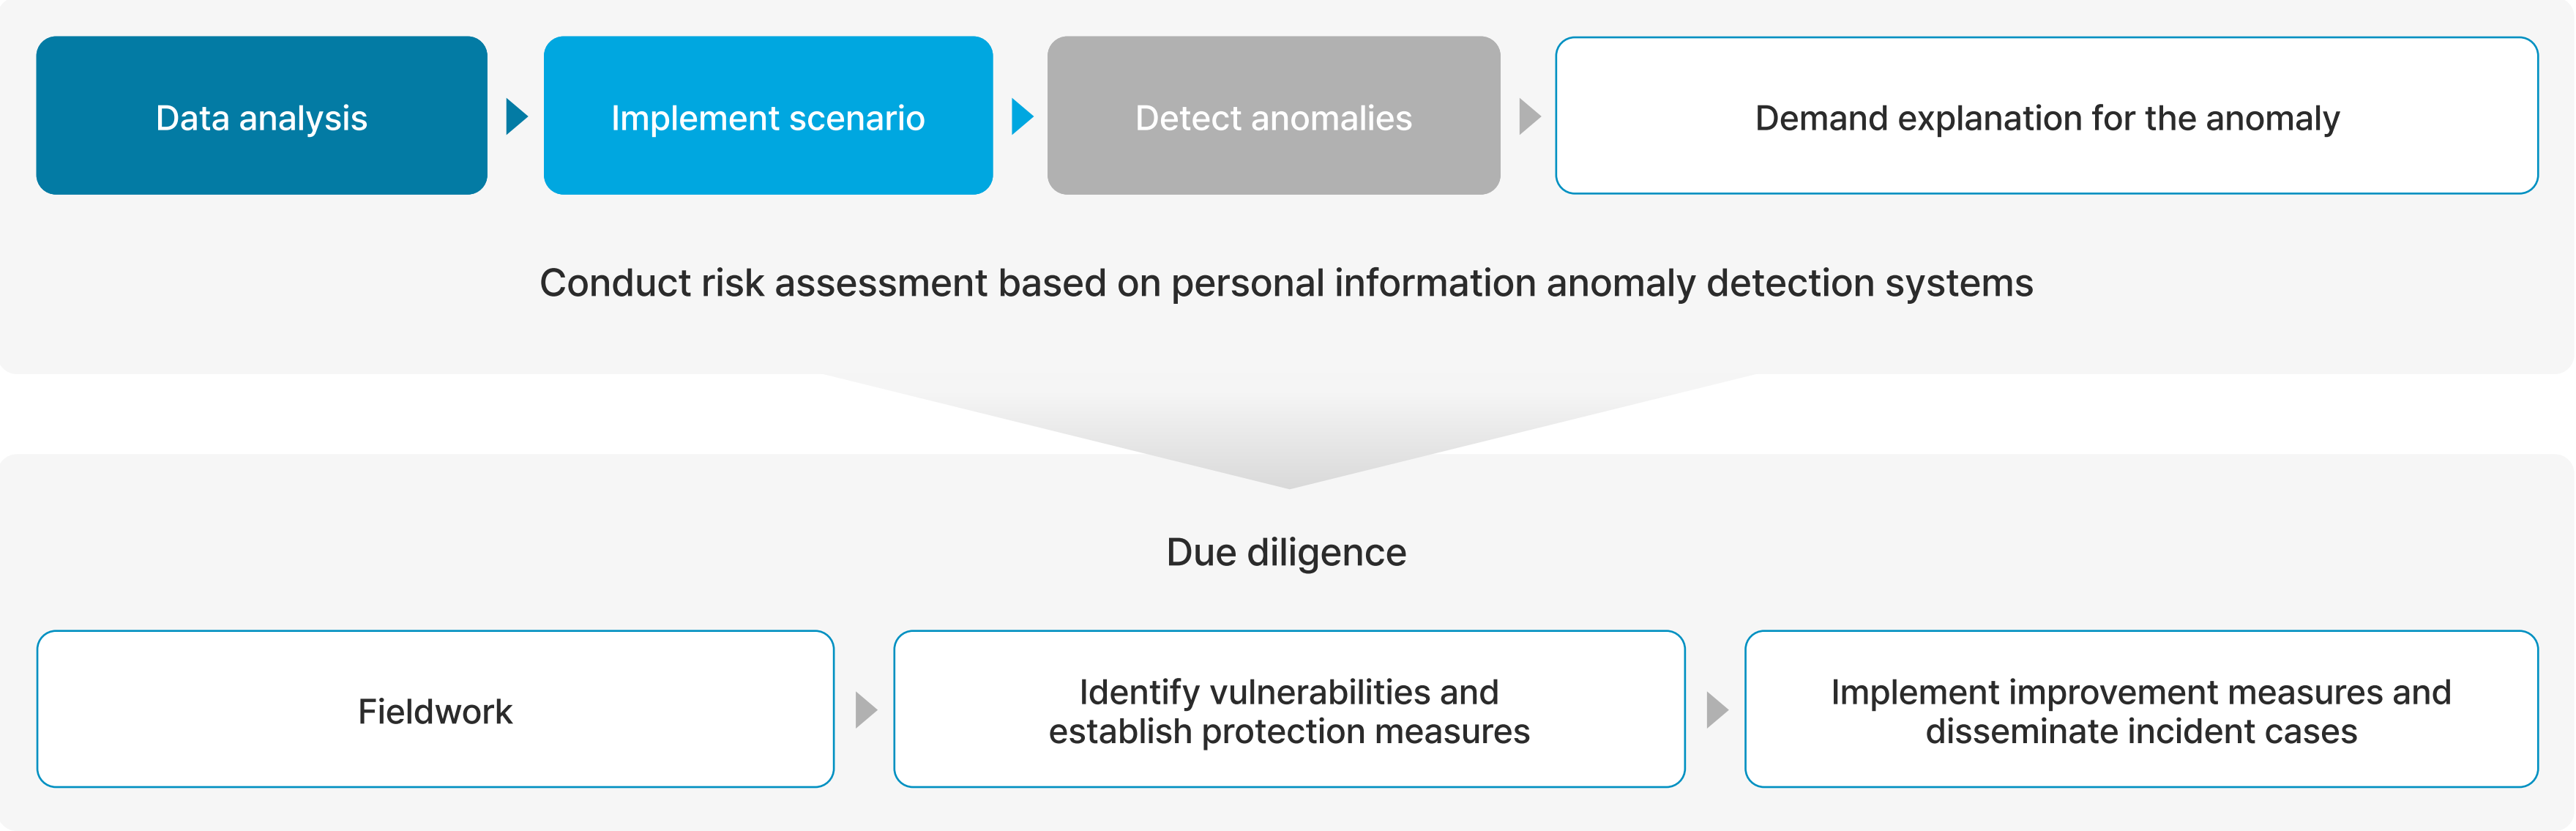 Data analysis
Implement scenario
Detect anomalies
Demand explanation for the anomaly
Conduct risk assessment based on personal information anomaly detection systems
Due diligence
Fieldwork
Identify vulnerabilities and
establish protection measures
Implement improvement measures and
disseminate incident cases